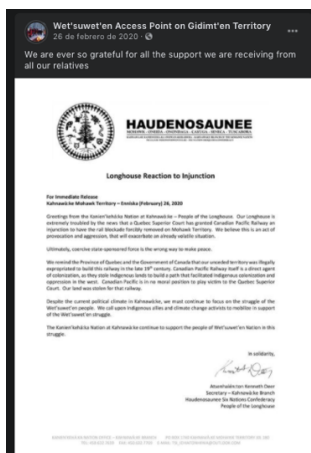 Wet'suwet'en Access Point on Gidimt'en Territory
26 de febrero de 2020 ·
We are ever so grateful for all the support we are receiving from
all our relatives
HAUDENOSAUNEE
MOHAWK · ONEIDA · ONONDAGA · CAYUGA · SENECA · TUSCARORA
Longhouse Reaction to Injunction
For Immediate Release
Kahnawà:ke Mohawk Territory – Enniska (February) 26, 2020
Greetings from the Kanien'kehá:ka Nation at Kahnawà:ke – People of the Longhouse. Our Longhouse is
extremely troubled by the news that a Quebec Superior Court has granted Canadian Pacific Railway an
injunction to have the rail blockade forcibly removed on Mohawk Territory. We believe this is an act of
provocation and aggression, that will exacerbate an already volatile situation.
Ultimately, coercive state-sponsored force is the wrong way to make peace.
We remind the Province of Quebec and the Government of Canada that our unceded territory was illegally
expropriated to build this railway in the late 19th century. Canadian Pacific Railway itself is a direct agent
of colonization, as they stole Indigenous lands to build a path that facilitated Indigenous colonization and
oppression in the west. Canadian Pacific is in no moral position to play victim to the Quebec Superior
Court. Our land was stolen for that railway.
Despite the current political climate in Kahnawà:ke, we must continue to focus on the struggle of the
Wet'suwet'en people. We call upon Indigenous allies and climate change activists to mobilize in support
of the Wet'suwet'en struggle.
The Kanien'kehá:ka Nation at Kahnawà:ke continue to support the people of Wet'suwet'en Nation in this
struggle.
In solidarity,
Kenneth Deer
Secretary – Kahnawà:ke Branch
Haudenosaunee Six Nations Confederacy
People of the Longhouse